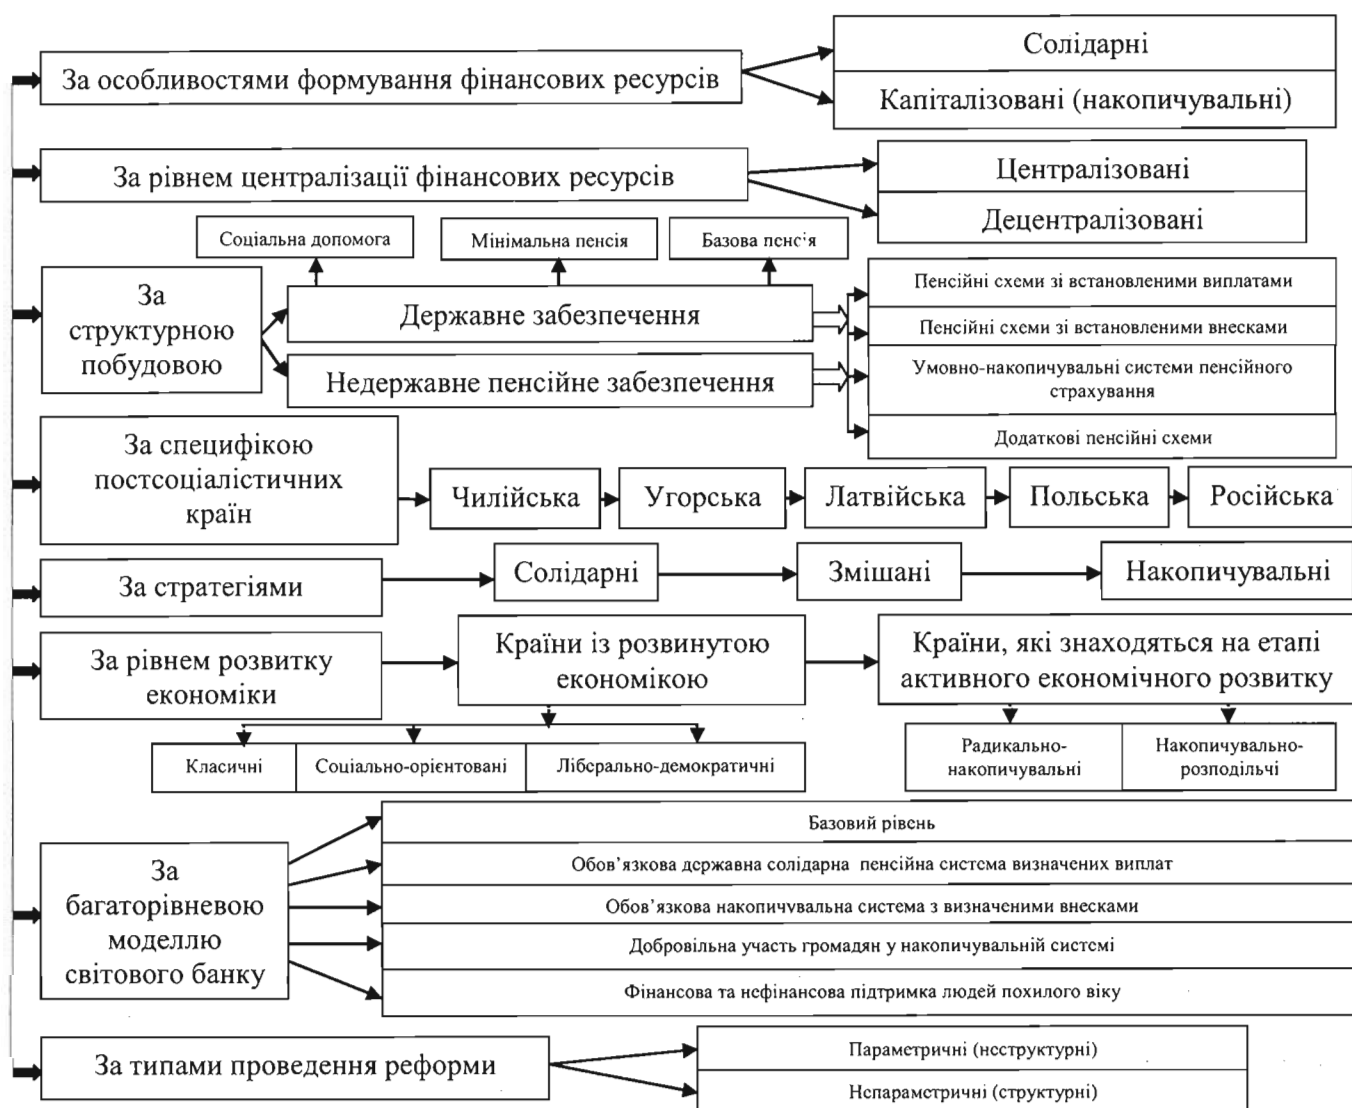 За особливостями формування фінансових ресурсів
Солідарні
Капіталізовані (накопичувальні)
За рівнем централізації фінансових ресурсів
Централізовані
Децентралізовані
Соціальна допомога
Мінімальна пенсія
Базова пенсія
За
структурною
побудовою
Державне забезпечення
Недержавне пенсійне забезпечення
Пенсійні схеми зі встановленими виплатами
Пенсійні схеми зі встановленими внесками
Умовно-накопичувальні системи пенсійного
страхування
Додаткові пенсійні схеми
За специфікою
постсоціалістичних
країн
Чилійська
Угорська
Латвійська
Польська
Російська
За стратегіями
Солідарні
Змішані
Накопичувальні
За рівнем розвитку
економіки
Країни із розвинутою
економікою
Країни, які знаходяться на етапі
активного економічного розвитку
Класичні
Соціально-орієнтовані
Ліберально-демократичні
Радикально-
накопичувальні
Накопичувально-
розподільчі
За
багаторівневою
моделлю
світового банку
Базовий рівень
Обов’язкова державна солідарна пенсійна система визначених виплат
Обов’язкова накопичувальна система з визначеними внесками
Добровільна участь громадян у накопичувальній системі
Фінансова та нефінансова підтримка людей похилого віку
За типами проведення реформи
Параметричні (неструктурні)
Непараметричні (структурні)